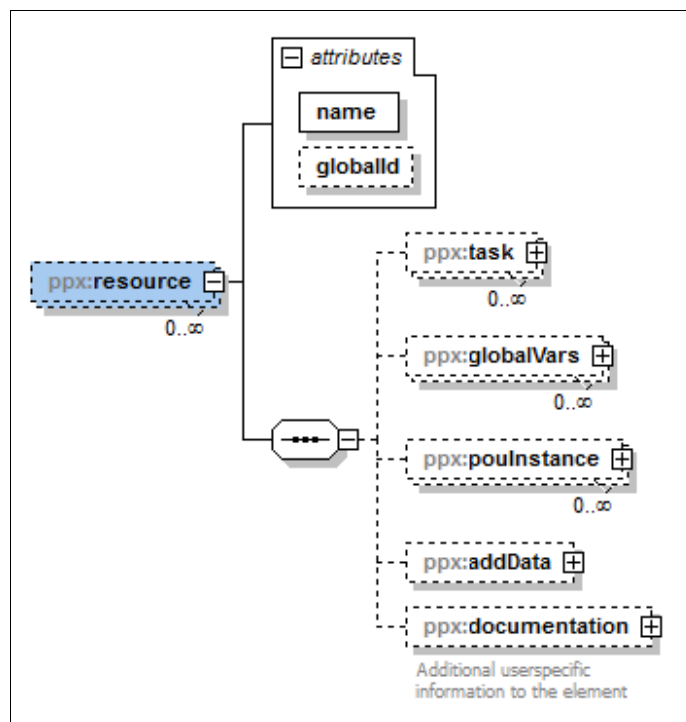 attributes
name
globalId
ppx:resource
0..∞
ppx:task
0..∞
ppx:globalVars
0..∞
ppx:pouInstance
0..∞
ppx:addData
ppx:documentation
Additional userspecific
information to the element